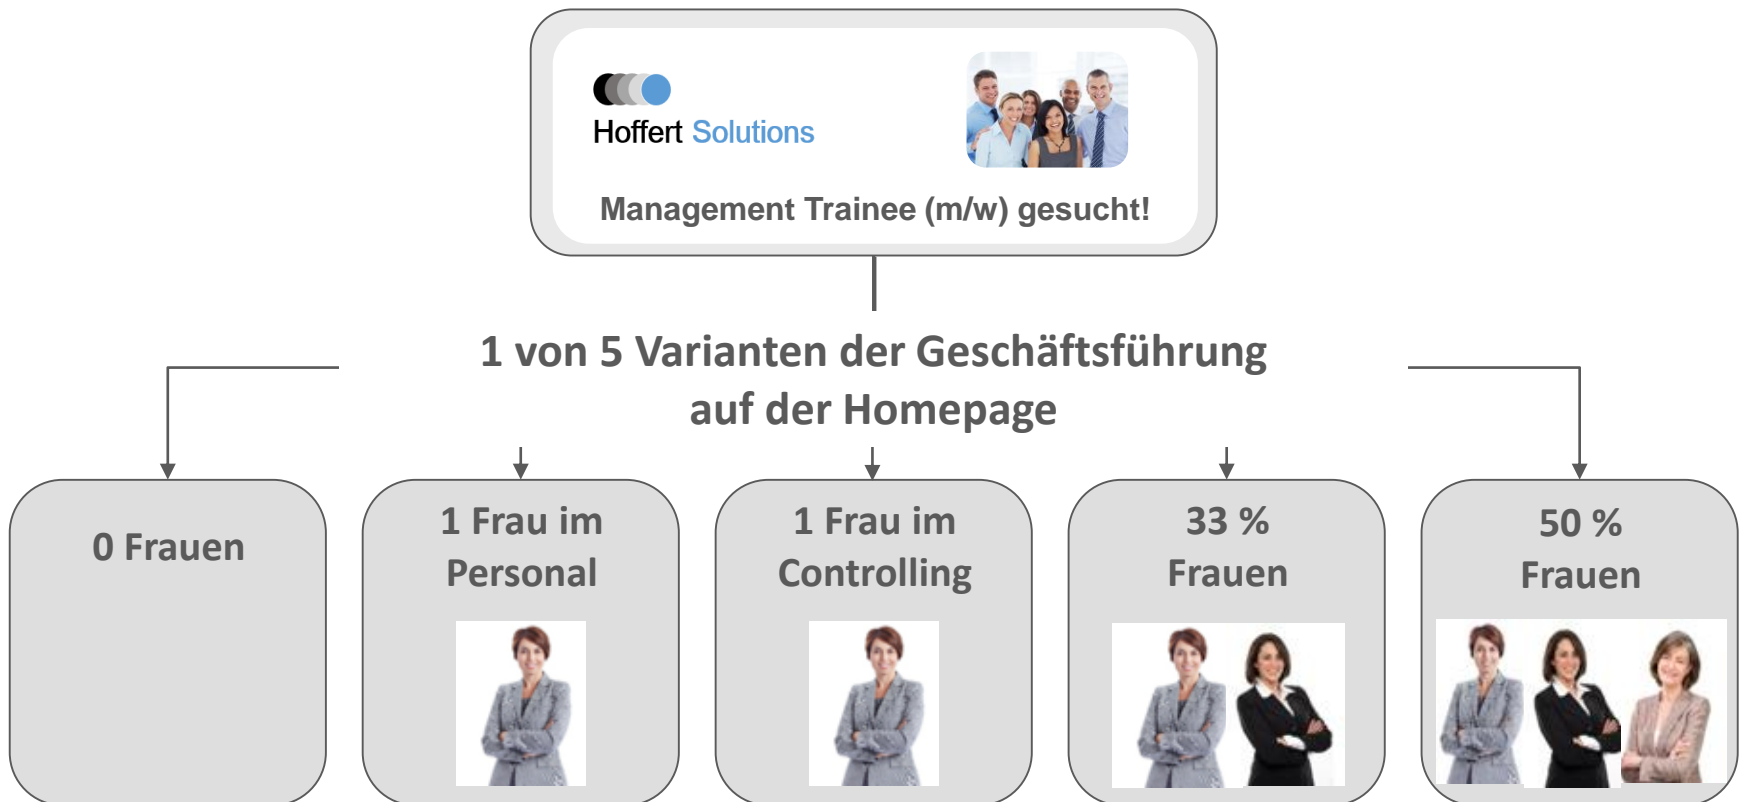 Hoffert Solutions
Management Trainee (m/w) gesucht!
1 von 5 Varianten der Geschäftsführung
auf der Homepage
0 Frauen
1 Frau im
Personal
1 Frau im
Controlling
33 %
Frauen
50 %
Frauen